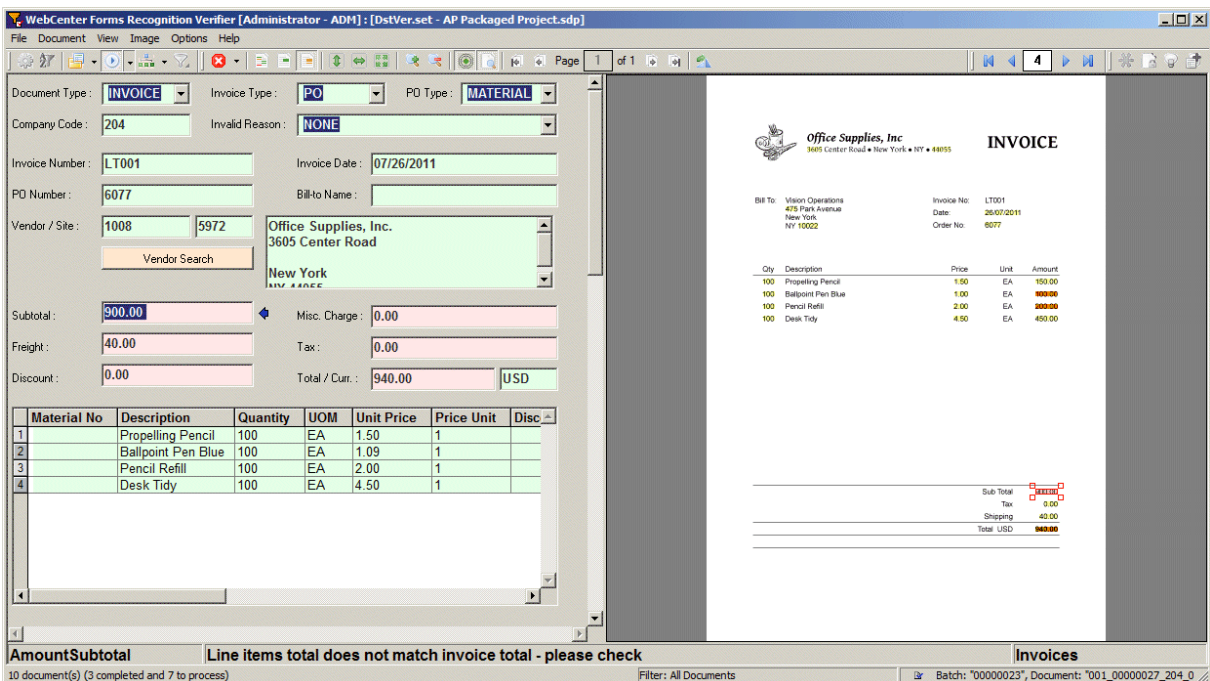 WebCenter Forms Recognition Verifier [Administrator - ADM] : [DstVer.set - AP Packaged Project.sdp]
File Document View Image Options Help
Page 1 of 1 4
Document Type : INVOICE Invoice Type : PO PO Type : MATERIAL
Company Code : 204 Invalid Reason : NONE
Invoice Number : LT001 Invoice Date : 07/26/2011
PO Number : 6077 Bill-to Name :
Vendor / Site : 1008 5972 Office Supplies, Inc.
3605 Center Road
Vendor Search
New York
NY 44055
Subtotal : 900.00 Misc. Charge : 0.00
Freight : 40.00 Tax : 0.00
Discount : 0.00 Total / Curr. : 940.00 USD
Material No Description Quantity UOM Unit Price Price Unit Disc
1 Propelling Pencil 100 EA 1.50 1
2 Ballpoint Pen Blue 100 EA 1.09 1
3 Pencil Refill 100 EA 2.00 1
4 Desk Tidy 100 EA 4.50 1
Office Supplies, Inc INVOICE
3605 Center Road • New York • NY • 44055
Bill To: Vision Operations Invoice No: LT001
475 Park Avenue Date: 26/07/2011
New York
NY 10022 Order No: 6077
Qty Description Price Unit Amount
100 Propelling Pencil 1.50 EA 150.00
100 Ballpoint Pen Blue 1.00 EA 100.00
100 Pencil Refill 2.00 EA 200.00
100 Desk Tidy 4.50 EA 450.00
Sub Total 900.00
Tax 0.00
Shipping 40.00
Total USD 940.00
AmountSubtotal Line items total does not match invoice total - please check Invoices
10 document(s) (3 completed and 7 to process) Filter: All Documents Batch: "00000023", Document: "001_00000027_204_0